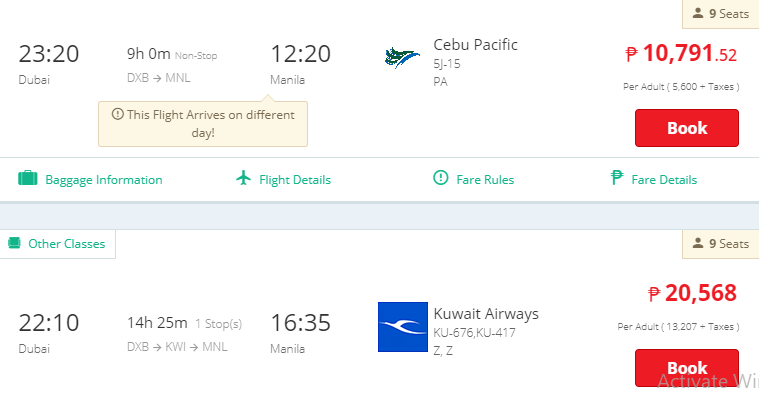 9 Seats
23:20 9h 0m Non-Stop 12:20 Cebu Pacific ₱ 10,791.52
Dubai DXB → MNL Manila 5J-15
PA Per Adult ( 5,600 + Taxes )
This Flight Arrives on different
day!
Book
Baggage Information Flight Details Fare Rules Fare Details
Other Classes 9 Seats
22:10 14h 25m 1 Stop(s) 16:35 Kuwait Airways ₱ 20,568
Dubai DXB → KWI → MNL Manila KU-676,KU-417 Per Adult ( 13,207 + Taxes )
Z, Z
Book
Activate Wi